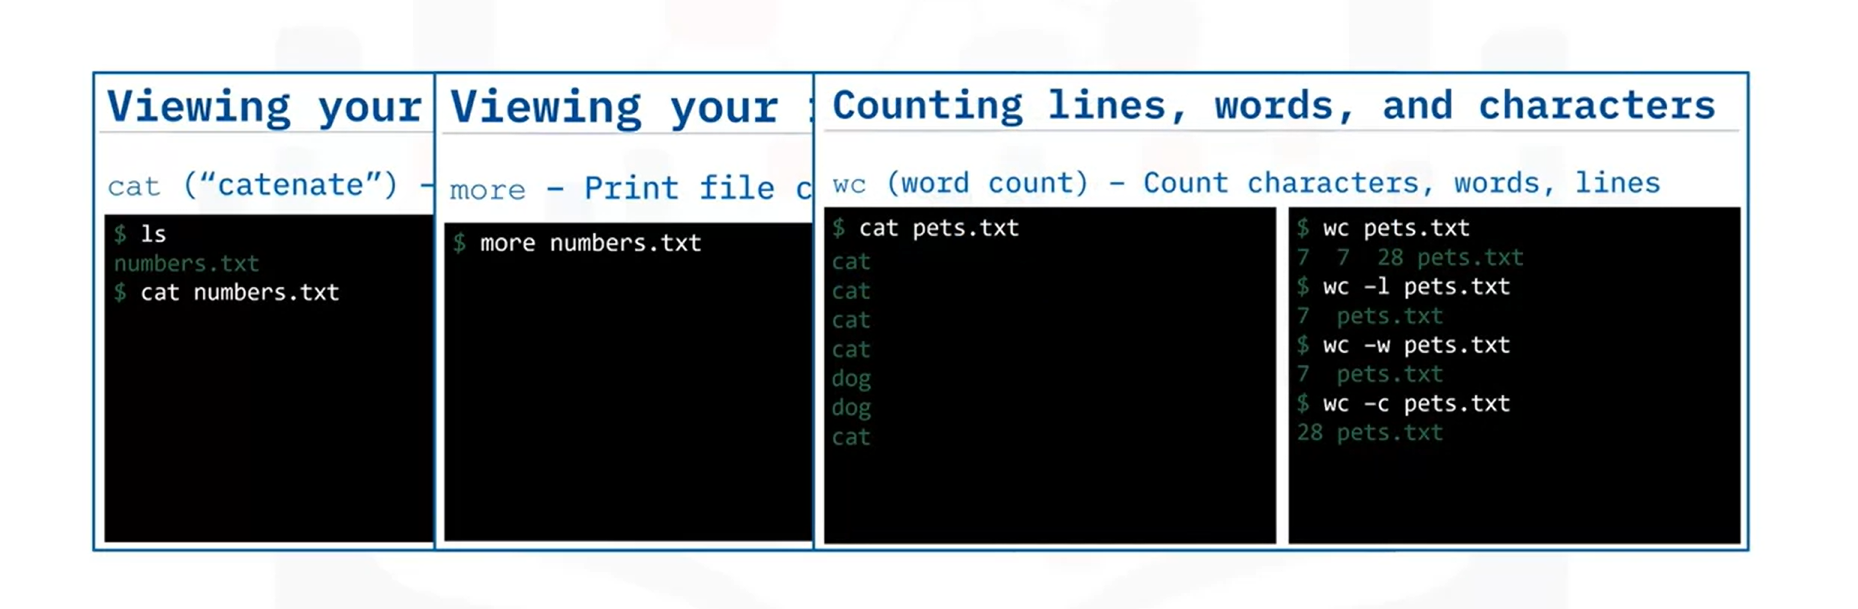 Viewing your
cat (“catenate”) –
$ ls
numbers.txt
$ cat numbers.txt
Viewing your
more – Print file c
$ more numbers.txt
Counting lines, words, and characters
wc (word count) – Count characters, words, lines
$ cat pets.txt
cat
cat
cat
cat
dog
dog
cat
$ wc pets.txt
7 7 28 pets.txt
$ wc -l pets.txt
7 pets.txt
$ wc -w pets.txt
7 pets.txt
$ wc -c pets.txt
28 pets.txt